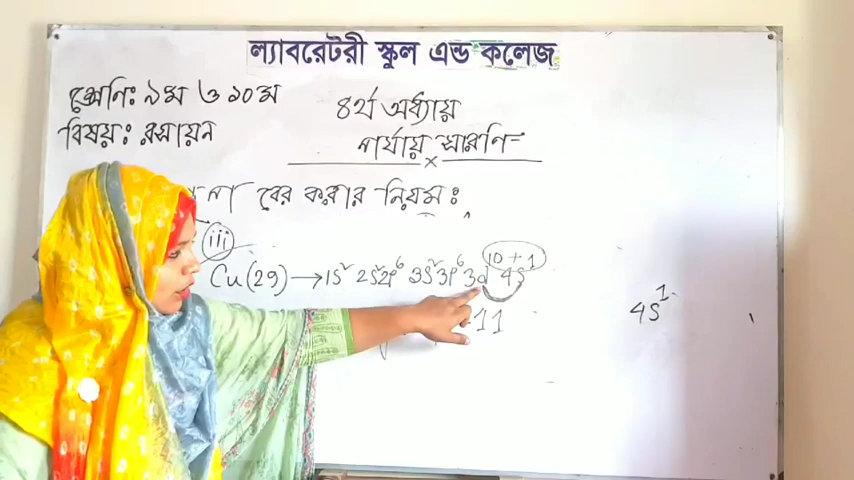 ল্যাবরেটরী স্কুল এন্ড কলেজ
শ্রেণিঃ ৯ম ও ১০ম
বিষয়ঃ রসায়ন
৪র্থ অধ্যায়
পর্যায় সারণি
বের করার নিয়মঃ
iii
Cu(29) → 1s² 2s² 2p⁶ 3s² 3p⁶ 3d 4s 10 + 1
11
4s¹